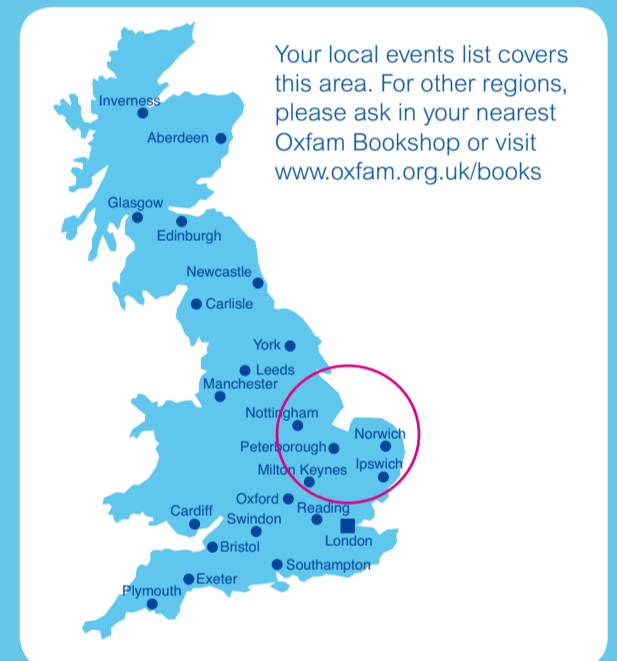 Your local events list covers
this area. For other regions,
please ask in your nearest
Oxfam Bookshop or visit
www.oxfam.org.uk/books
Inverness
Aberdeen
Glasgow
Edinburgh
Newcastle
Carlisle
York
Leeds
Manchester
Nottingham
Norwich
Peterborough
Ipswich
Milton Keynes
Oxford
Reading
Cardiff
Swindon
London
Bristol
Southampton
Exeter
Plymouth